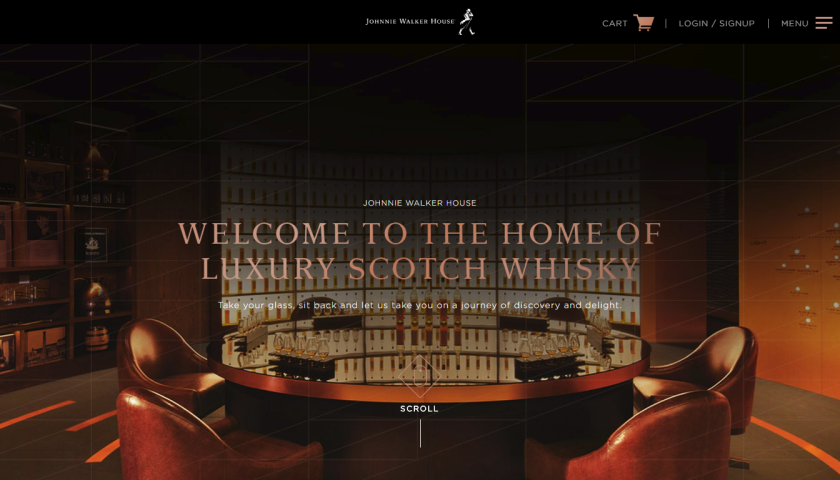 JOHNNIE WALKER HOUSE
CART
LOGIN / SIGNUP
MENU
JOHNNIE WALKER HOUSE
WELCOME TO THE HOME OF
LUXURY SCOTCH WHISKY
Take your glass, sit back and let us take you on a journey of discovery and delight.
SCROLL